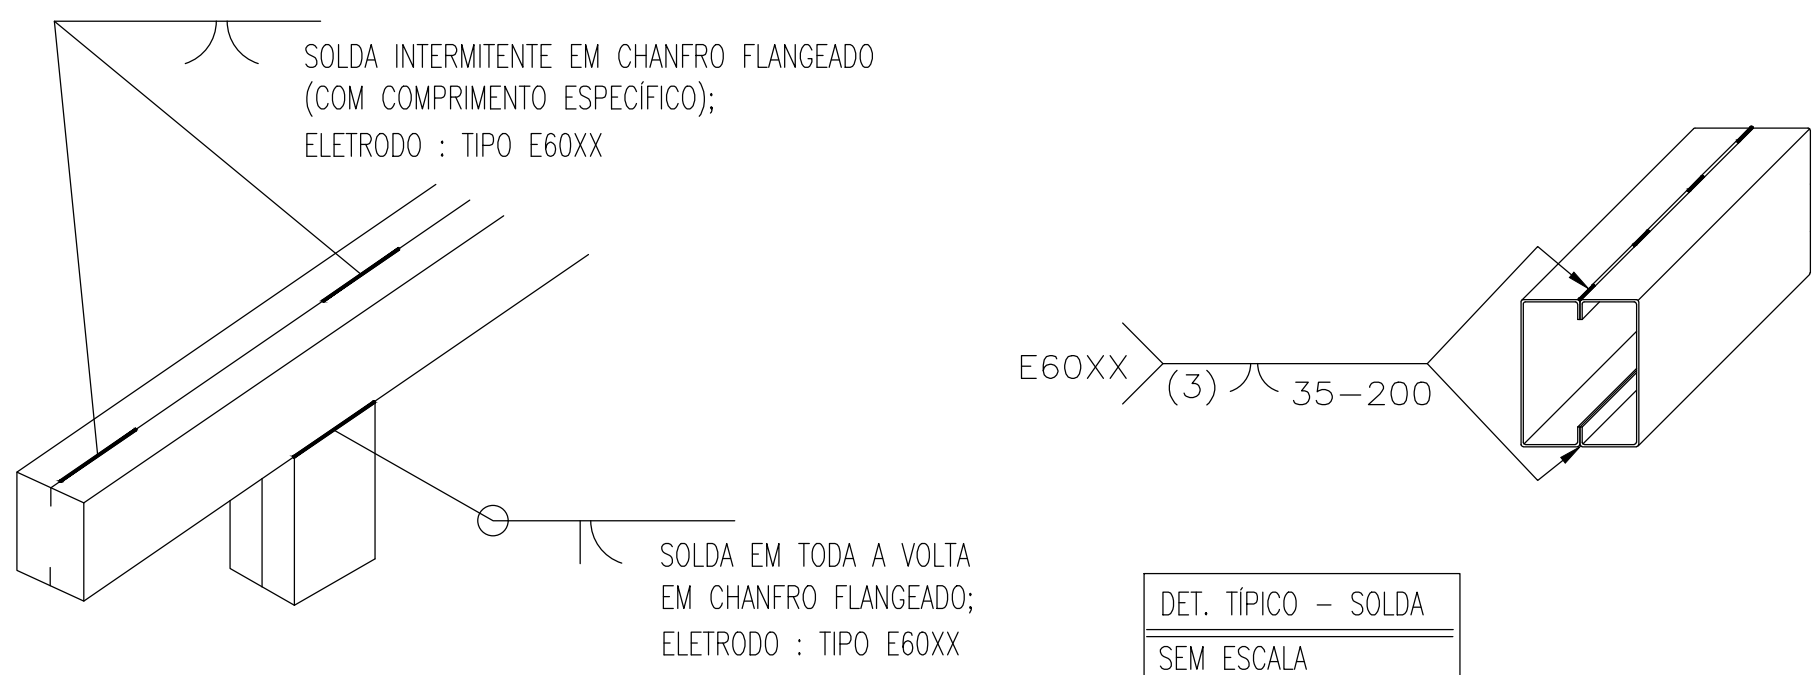 SOLDA INTERMITENTE EM CHANFRO FLANGEADO
(COM COMPRIMENTO ESPECÍFICO);
ELETRODO : TIPO E60XX
E60XX
(3)
35-200
SOLDA EM TODA A VOLTA
EM CHANFRO FLANGEADO;
ELETRODO : TIPO E60XX
DET. TÍPICO - SOLDA
SEM ESCALA